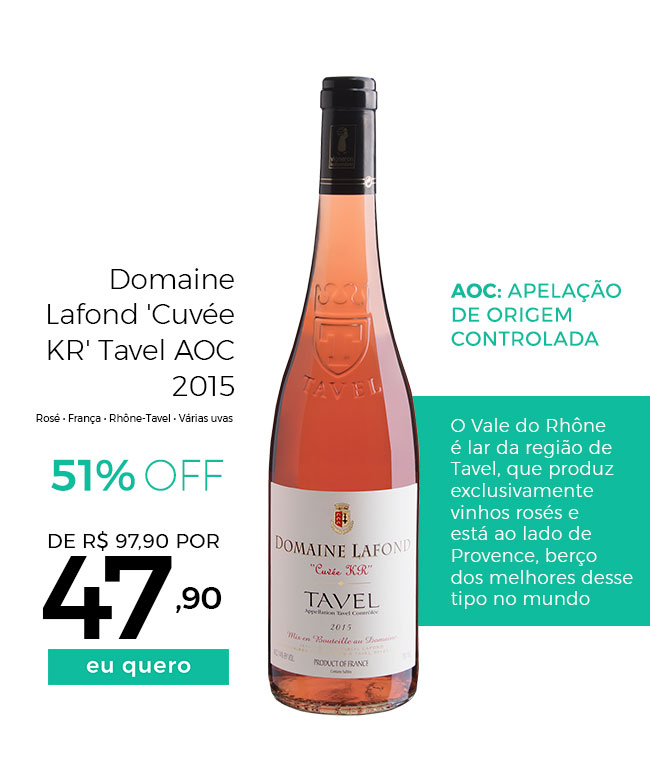 Domaine
Lafond 'Cuvée
KR' Tavel AOC
2015
Rosé • França • Rhône-Tavel • Várias uvas
51% OFF
DE R$ 97,90 POR
47,90
eu quero
TAVEL
DOMAINE LAFOND
"Cuvée KR"
TAVEL
Appellation Tavel Contrôlée
2015
Mis en Bouteille au Domaine
PRODUCT OF FRANCE
AOC: APELAÇÃO
DE ORIGEM
CONTROLADA
O Vale do Rhône
é lar da região de
Tavel, que produz
exclusivamente
vinhos rosés e
está ao lado de
Provence, berço
dos melhores desse
tipo no mundo